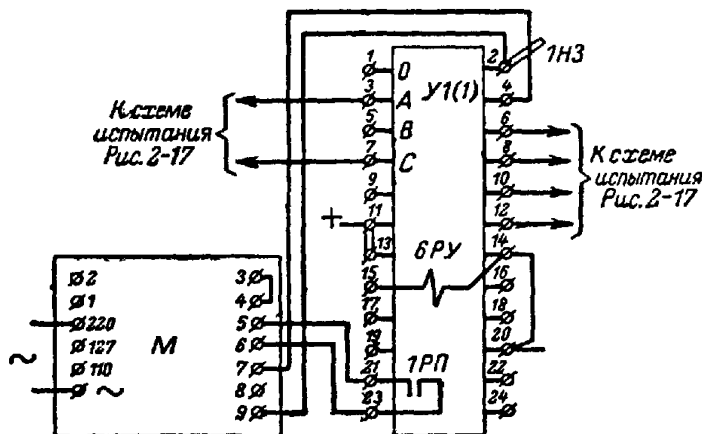 1
2
1НЗ
0
У1(1)
3
А
4
К схеме
испытания
Рис. 2-17
5
В
6
7
С
8
9
10
К схеме
испытания
Рис. 2-17
+
11
12
13
14
6РУ
15
16
17
18
19
20
21
1РП
22
23
24
2
3
1
4
220
5
127
М
6
110
7
~
~
8
9